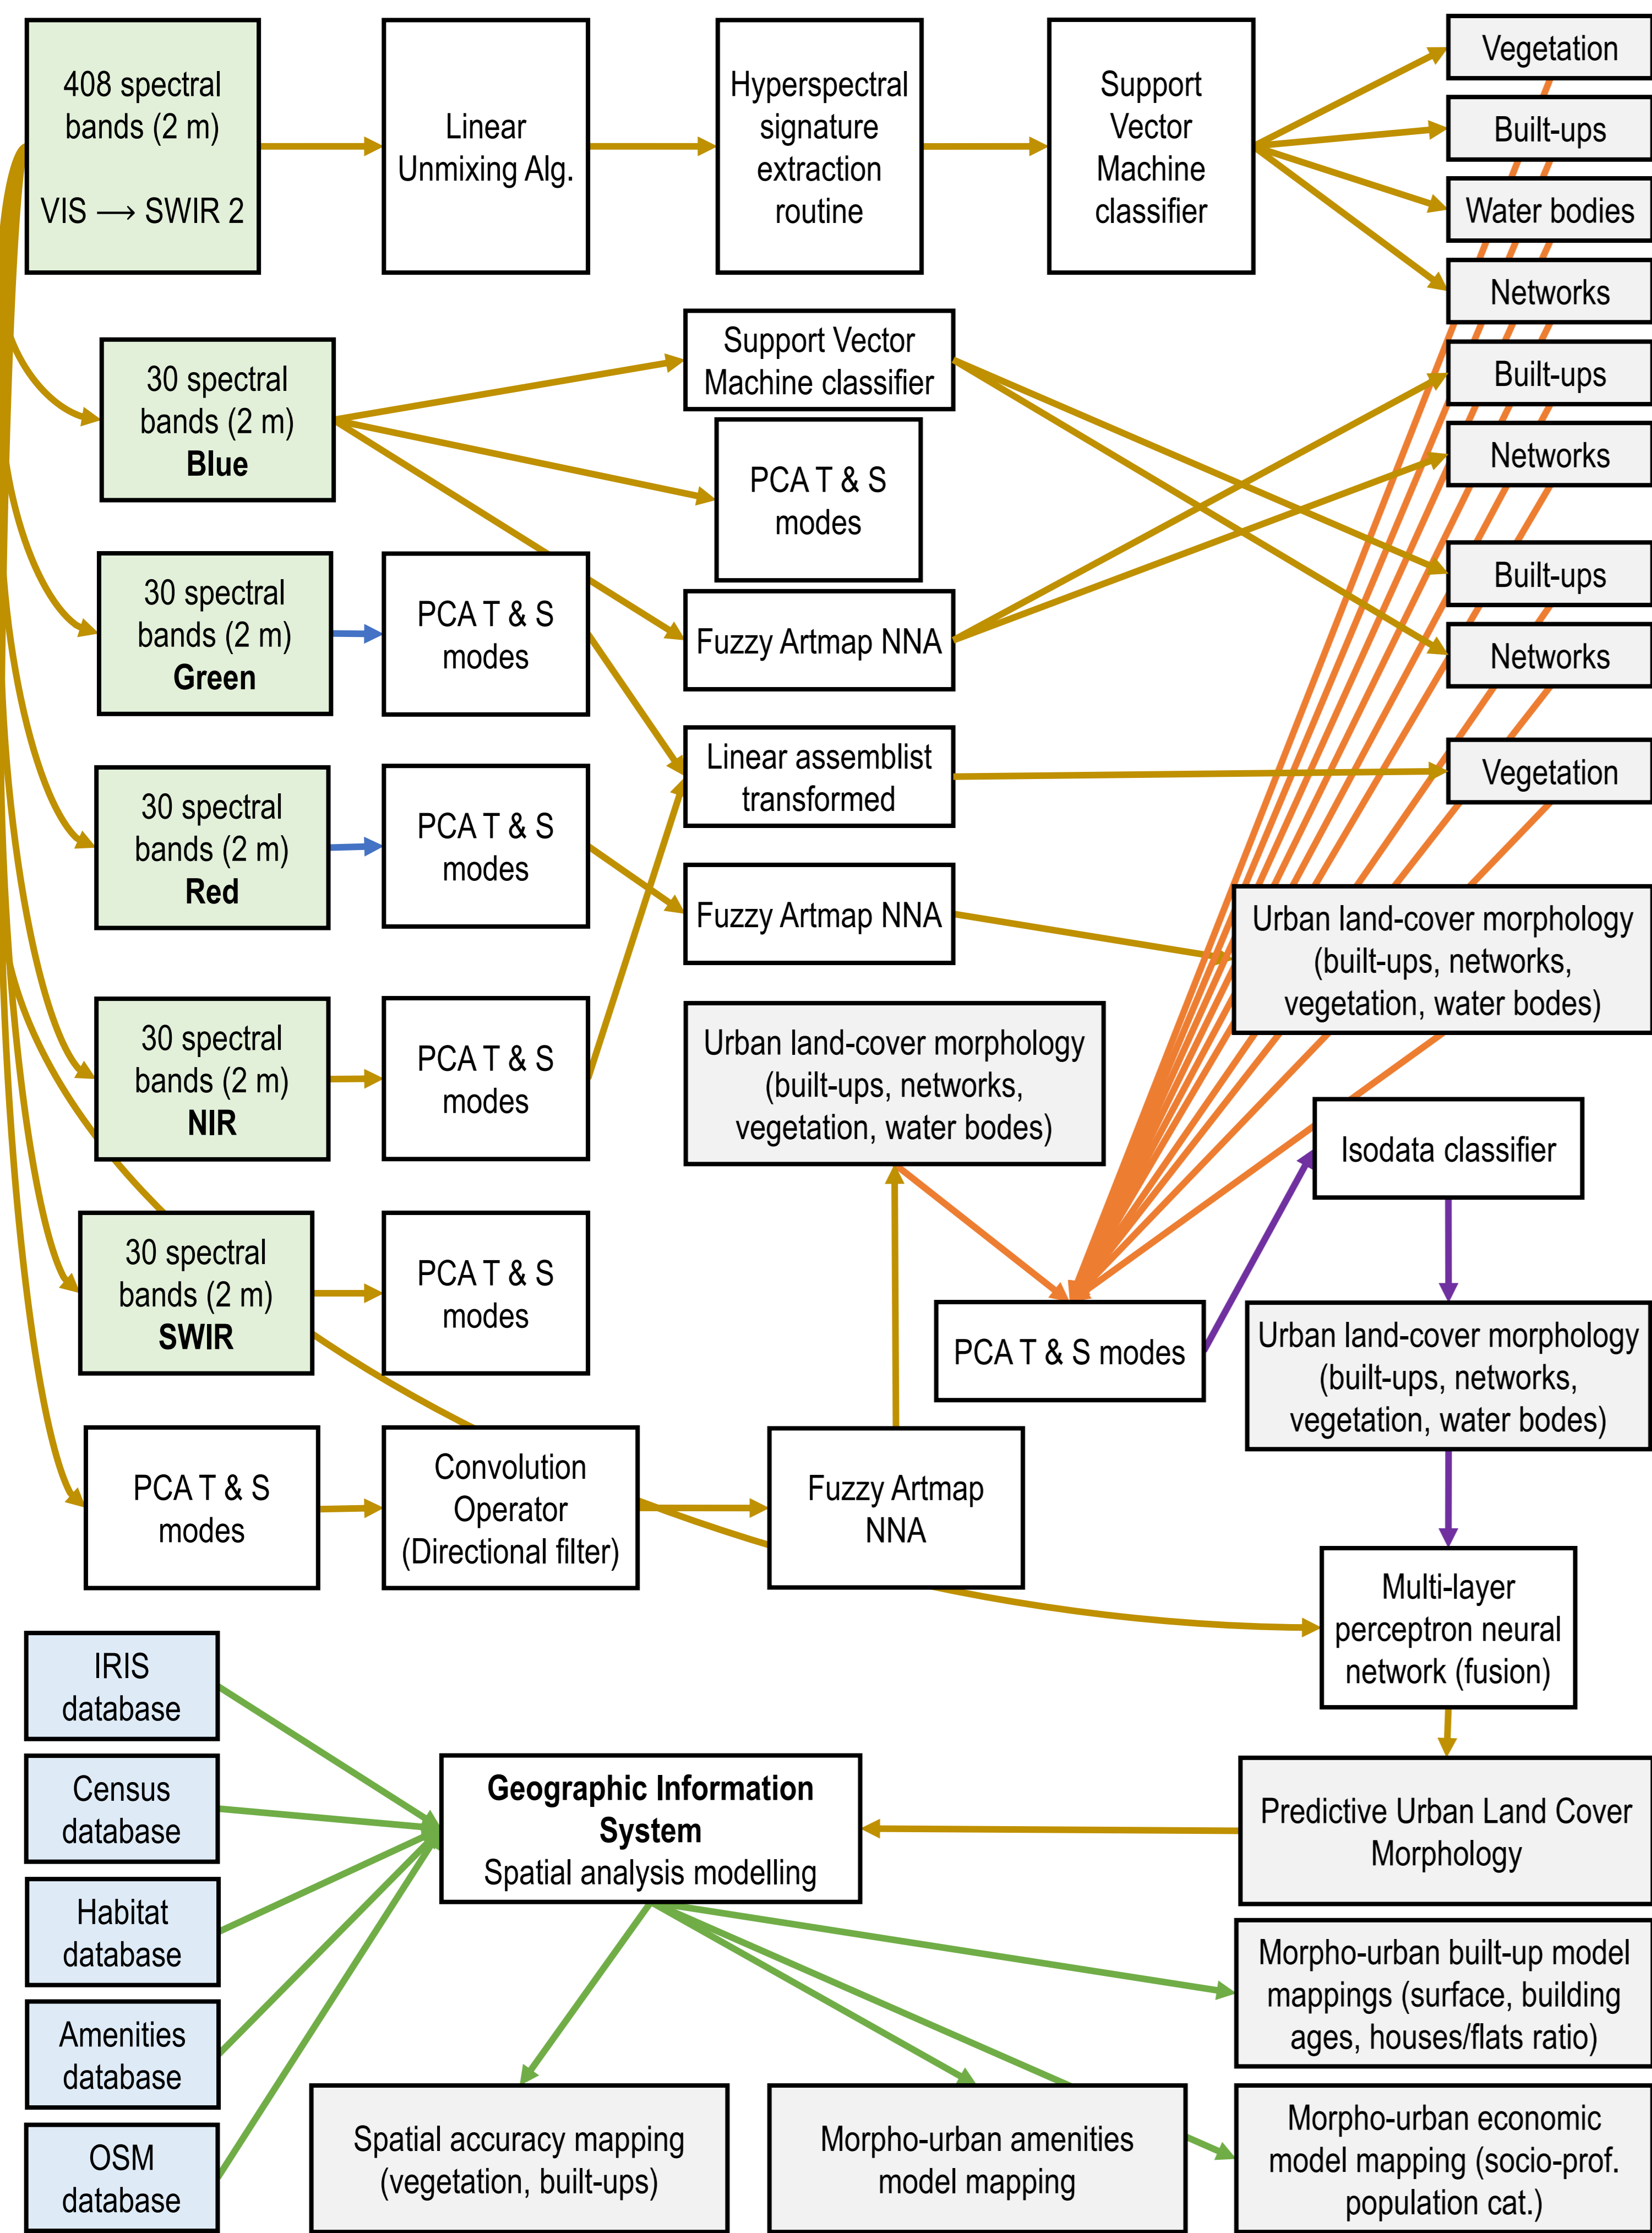 408 spectral
bands (2 m)
VIS ⟶ SWIR 2
Linear
Unmixing Alg.
Hyperspectral
signature
extraction
routine
Support
Vector
Machine
classifier
Vegetation
Built-ups
Water bodies
Networks
30 spectral
bands (2 m)
Blue
Support Vector
Machine classifier
PCA T & S
modes
Built-ups
Networks
30 spectral
bands (2 m)
Green
PCA T & S
modes
Fuzzy Artmap NNA
Built-ups
Networks
30 spectral
bands (2 m)
Red
PCA T & S
modes
Linear assemblist
transformed
Vegetation
Fuzzy Artmap NNA
Urban land-cover morphology
(built-ups, networks,
vegetation, water bodes)
30 spectral
bands (2 m)
NIR
PCA T & S
modes
Urban land-cover morphology
(built-ups, networks,
vegetation, water bodes)
Isodata classifier
30 spectral
bands (2 m)
SWIR
PCA T & S
modes
PCA T & S modes
Urban land-cover morphology
(built-ups, networks,
vegetation, water bodes)
PCA T & S
modes
Convolution
Operator
(Directional filter)
Fuzzy Artmap
NNA
Multi-layer
perceptron neural
network (fusion)
IRIS
database
Census
database
Habitat
database
Amenities
database
OSM
database
Geographic Information
System
Spatial analysis modelling
Predictive Urban Land Cover
Morphology
Morpho-urban built-up model
mappings (surface, building
ages, houses/flats ratio)
Spatial accuracy mapping
(vegetation, built-ups)
Morpho-urban amenities
model mapping
Morpho-urban economic
model mapping (socio-prof.
population cat.)